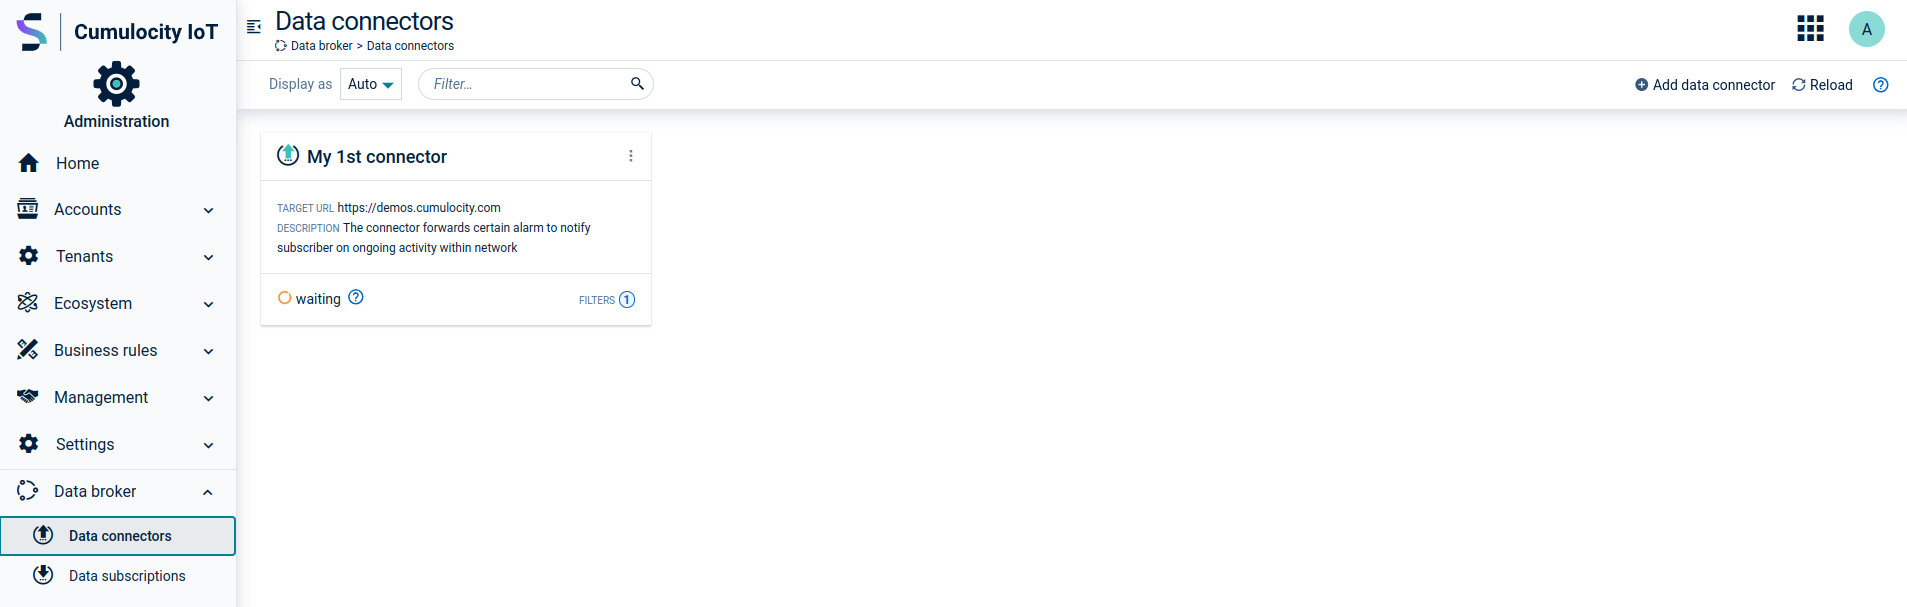 Cumulocity IoT
Administration
Home
Accounts
Tenants
Ecosystem
Business rules
Management
Settings
Data broker
Data connectors
Data subscriptions
Data connectors
Data broker > Data connectors
A
Display as Auto Filter...
Add data connector Reload ?
My 1st connector
TARGET URL https://demos.cumulocity.com
DESCRIPTION The connector forwards certain alarm to notify
subscriber on ongoing activity within network
waiting ? FILTERS 1